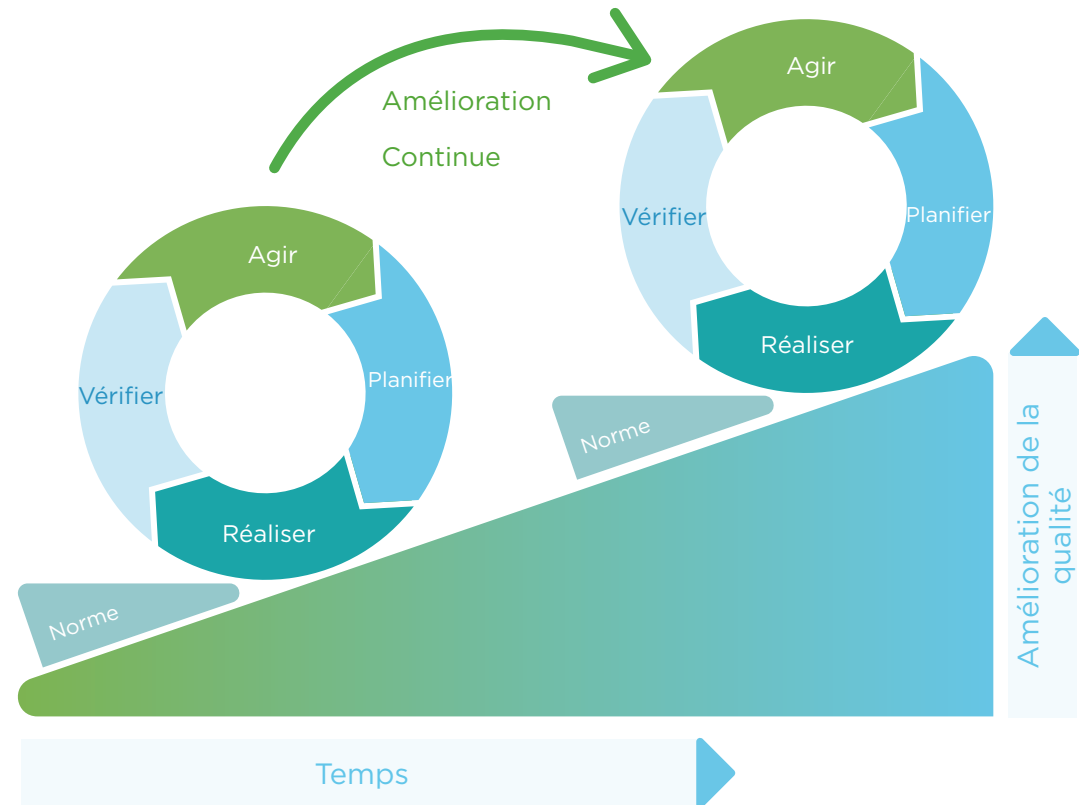 Agir
Amélioration
Continue
Vérifier
Planifier
Agir
Réaliser
Vérifier
Planifier
Norme
Réaliser
Norme
Amélioration de la
qualité
Temps